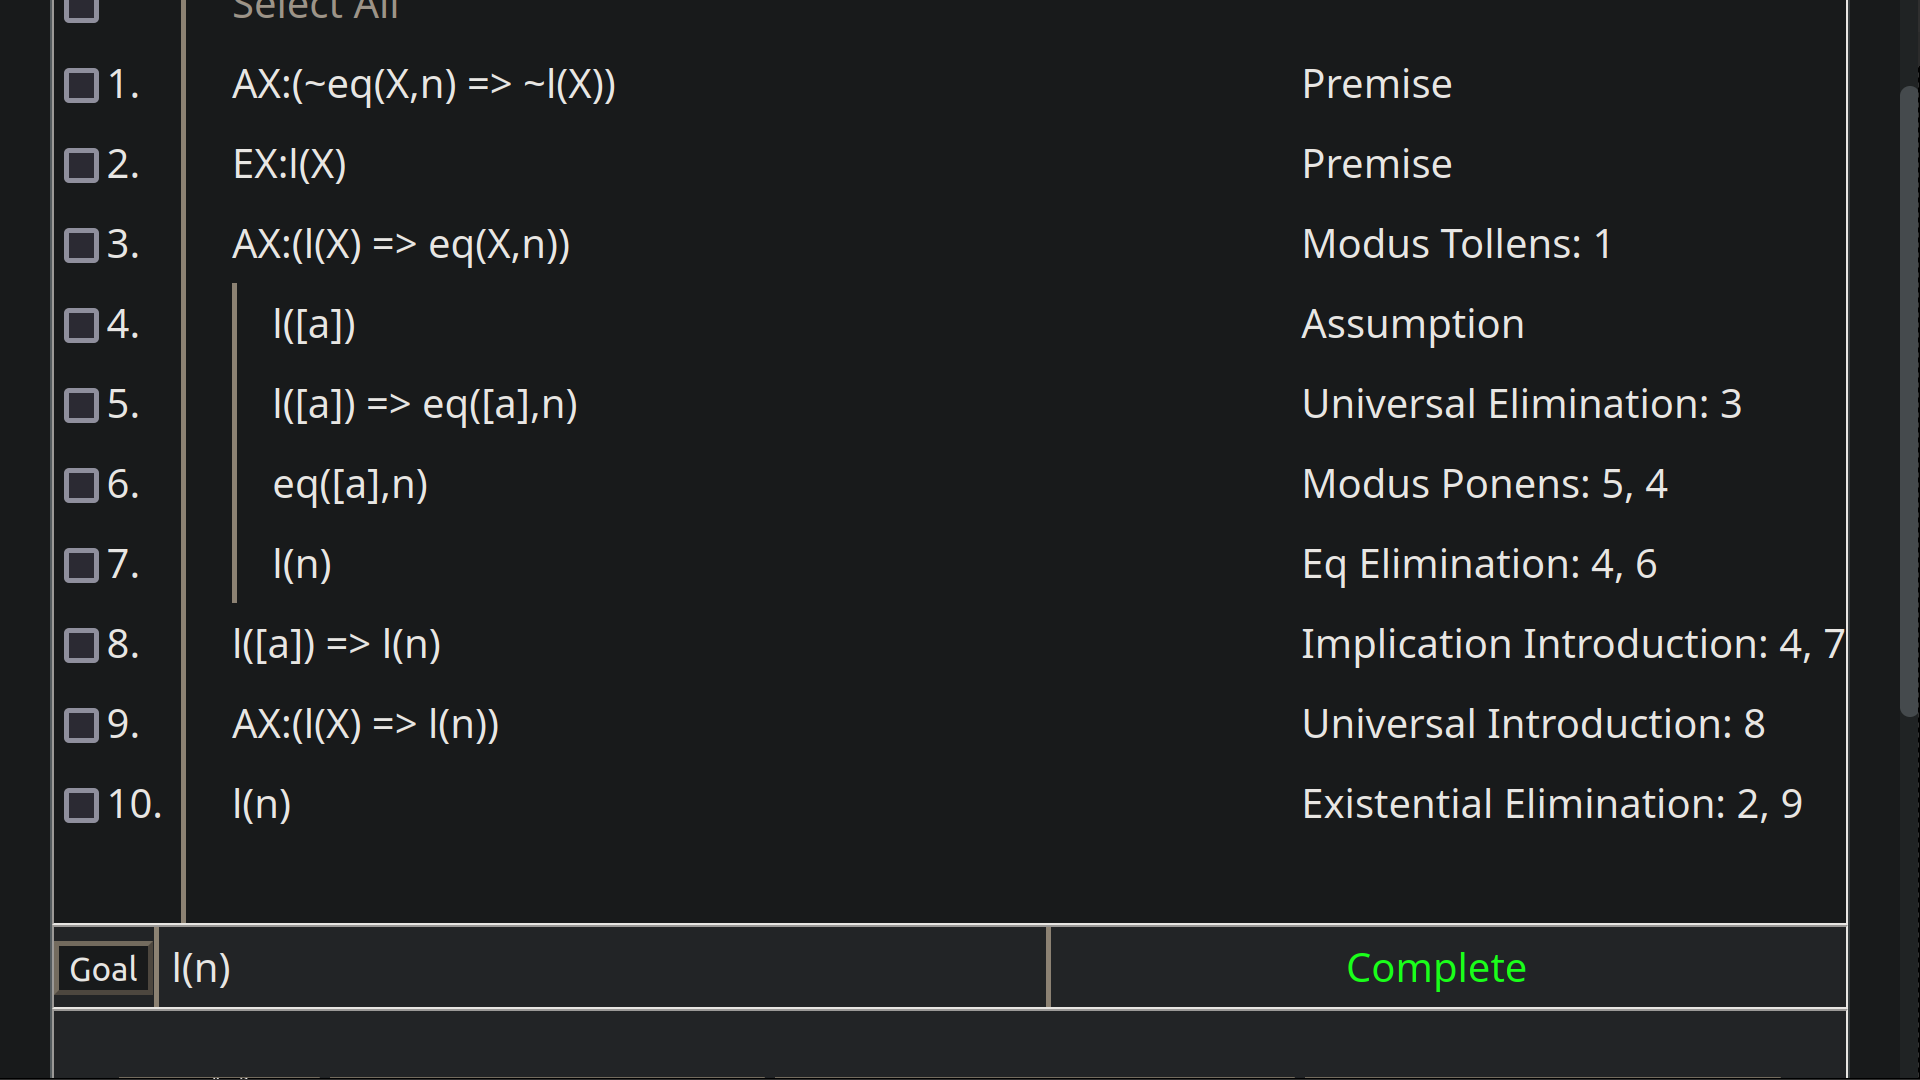 Select All
1. AX:(~eq(X,n) => ~l(X)) Premise
2. EX:l(X) Premise
3. AX:(l(X) => eq(X,n)) Modus Tollens: 1
4. l([a]) Assumption
5. l([a]) => eq([a],n) Universal Elimination: 3
6. eq([a],n) Modus Ponens: 5, 4
7. l(n) Eq Elimination: 4, 6
8. l([a]) => l(n) Implication Introduction: 4, 7
9. AX:(l(X) => l(n)) Universal Introduction: 8
10. l(n) Existential Elimination: 2, 9
Goal l(n) Complete